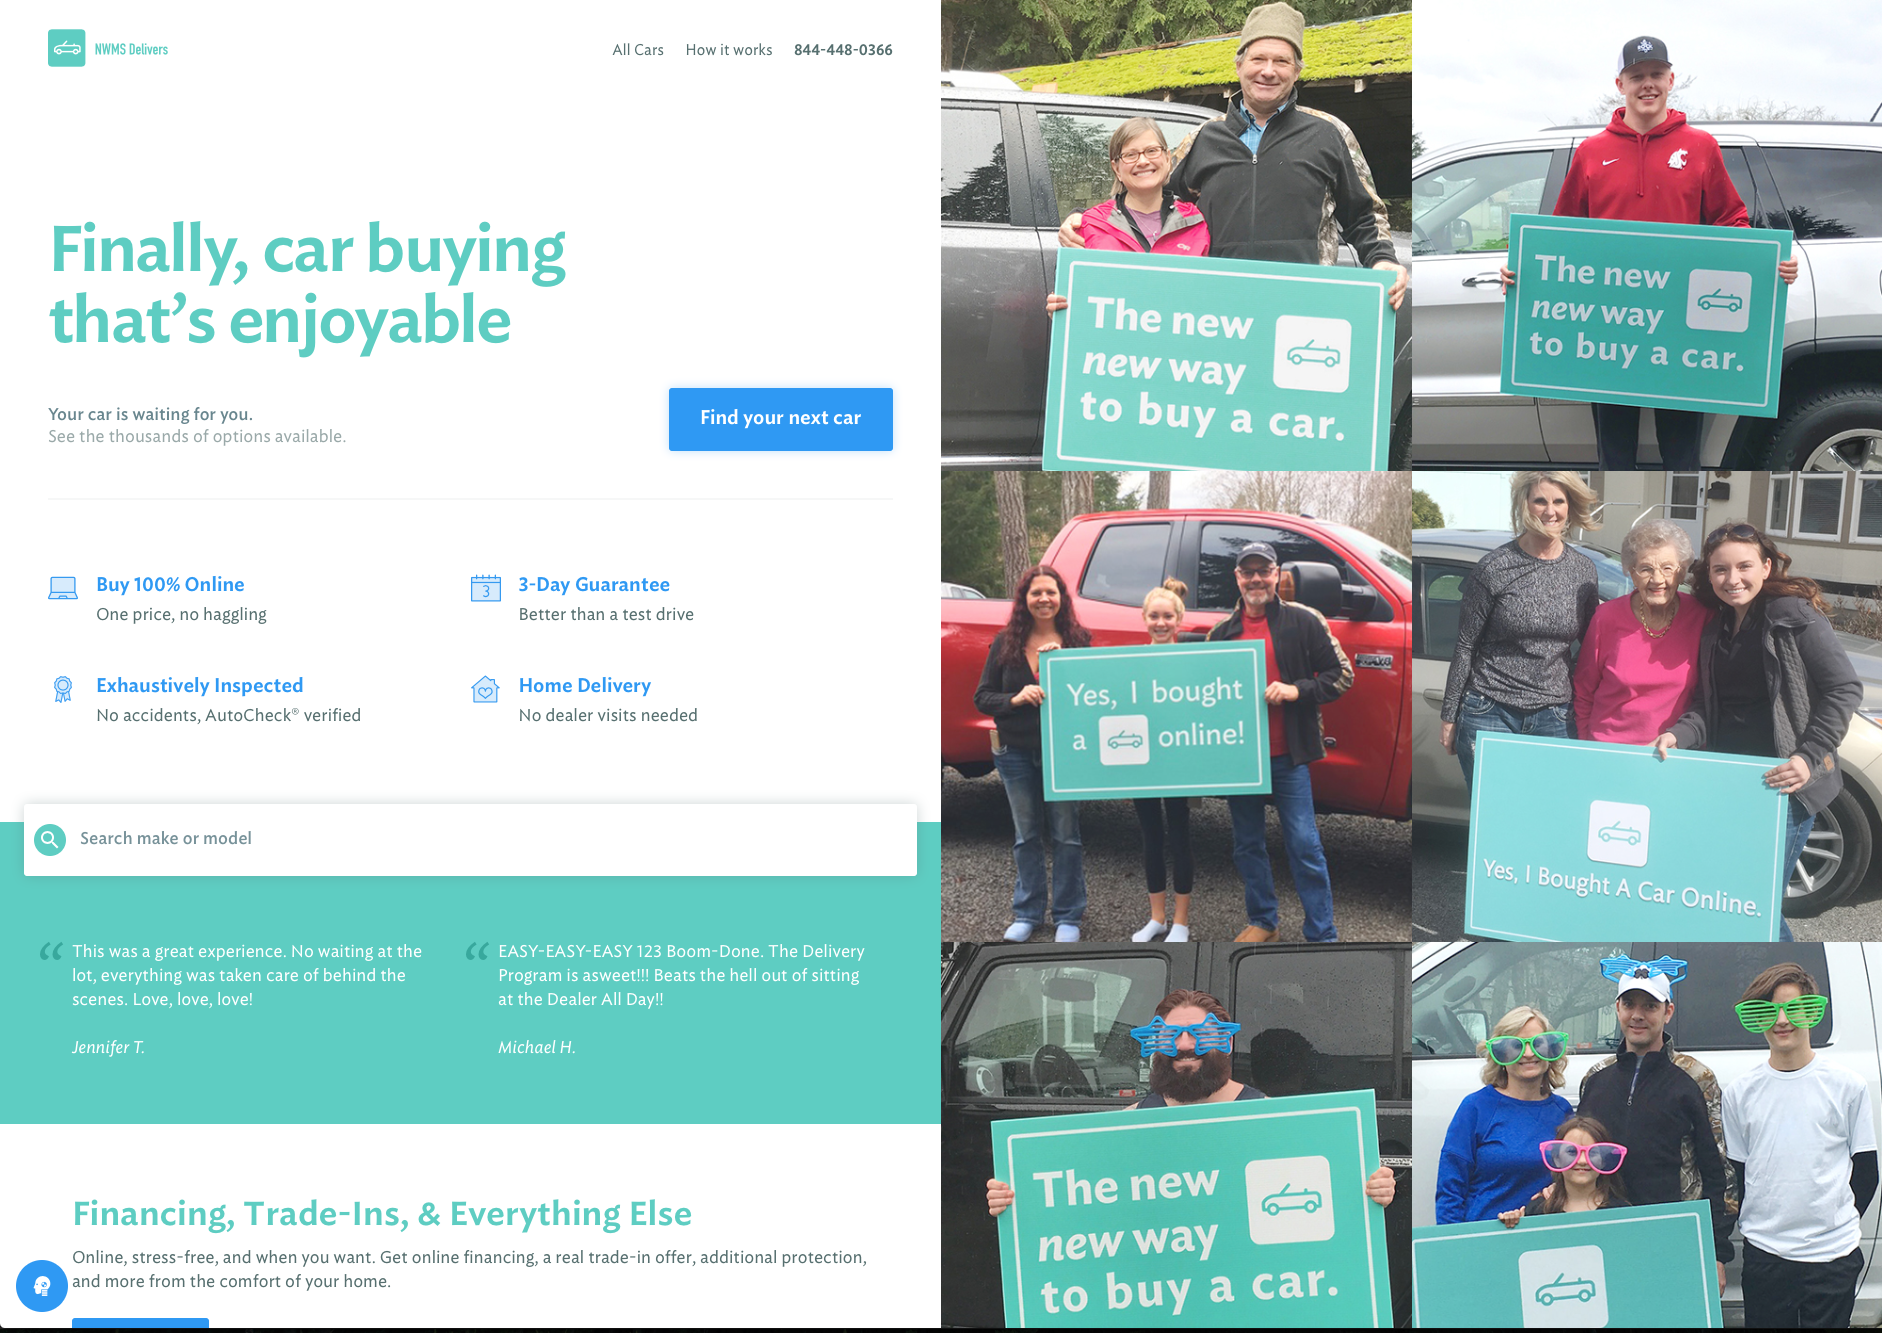 NWMS Delivers
All Cars
How it works
844-448-0366
Finally, car buying
that’s enjoyable
Your car is waiting for you.
See the thousands of options available.
Find your next car
Buy 100% Online
One price, no haggling
3
3-Day Guarantee
Better than a test drive
Exhaustively Inspected
No accidents, AutoCheck® verified
Home Delivery
No dealer visits needed
Search make or model
“ This was a great experience. No waiting at the
lot, everything was taken care of behind the
scenes. Love, love, love!
Jennifer T.
“ EASY-EASY-EASY 123 Boom-Done. The Delivery
Program is asweet!!! Beats the hell out of sitting
at the Dealer All Day!!
Michael H.
Financing, Trade-Ins, & Everything Else
Online, stress-free, and when you want. Get online financing, a real trade-in offer, additional protection,
and more from the comfort of your home.
The new
new way
to buy a car.
The new
new way
to buy a car.
Yes, I bought
a online!
Yes, I Bought A Car Online.
The new
new way
to buy a car.